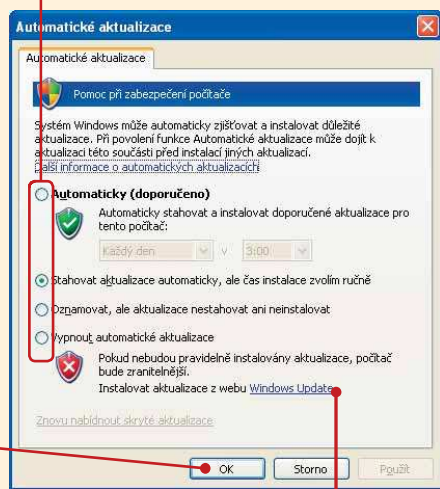 Automatické aktualizace
Automatické aktualizace
Pomoc při zabezpečení počítače
Systém Windows může automaticky zjišťovat a instalovat důležité
aktualizace. Při povolení funkce Automatické aktualizace může dojít k
aktualizaci této součásti před instalací jiných aktualizací.
Další informace o automatických aktualizacích
Automaticky (doporučeno)
Automaticky stahovat a instalovat doporučené aktualizace pro
tento počítač:
Každý den v 3:00
Stahovat aktualizace automaticky, ale čas instalace zvolím ručně
Oznamovat, ale aktualizace nestahovat ani neinstalovat
Vypnout automatické aktualizace
Pokud nebudou pravidelně instalovány aktualizace, počítač
bude zranitelnější.
Instalovat aktualizace z webu Windows Update
Znovu nabídnout skryté aktualizace
OK Storno Použít